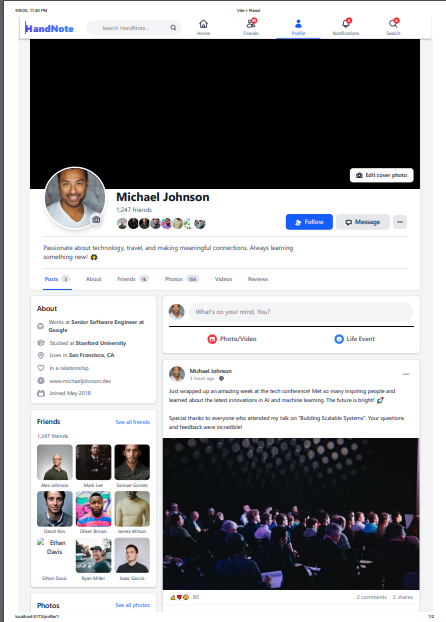 9/9/25, 11:40 PM
Vite + React
HandNote
Search HandNote...
Home
Friends
Profile
Notifications
Search
Edit cover photo
Michael Johnson
1,247 friends
Follow
Message
Passionate about technology, travel, and making meaningful connections. Always learning
something new!
Posts 3
About
Friends 16
Photos 156
Videos
Reviews
About
Works at Senior Software Engineer at
Google
Studied at Stanford University
Lives in San Francisco, CA
In a relationship
www.michaeljohnson.dev
Joined May 2018
What's on your mind, You?
Photo/Video
Life Event
Michael Johnson
2 hours ago
Just wrapped up an amazing week at the tech conference! Met so many inspiring people and
learned about the latest innovations in AI and machine learning. The future is bright! 🚀
Special thanks to everyone who attended my talk on "Building Scalable Systems". Your questions
and feedback were incredible!
Friends
See all friends
1,247 friends
Alex Johnson
Mark Lee
Samuel Gomez
David Kim
Oliver Brown
James Wilson
Ethan
Davis
Ethan Davis
Ryan Miller
Isaac Garcia
Photos
See all photos
80
2 comments
2 shares
localhost:5173/profile/1
1/2